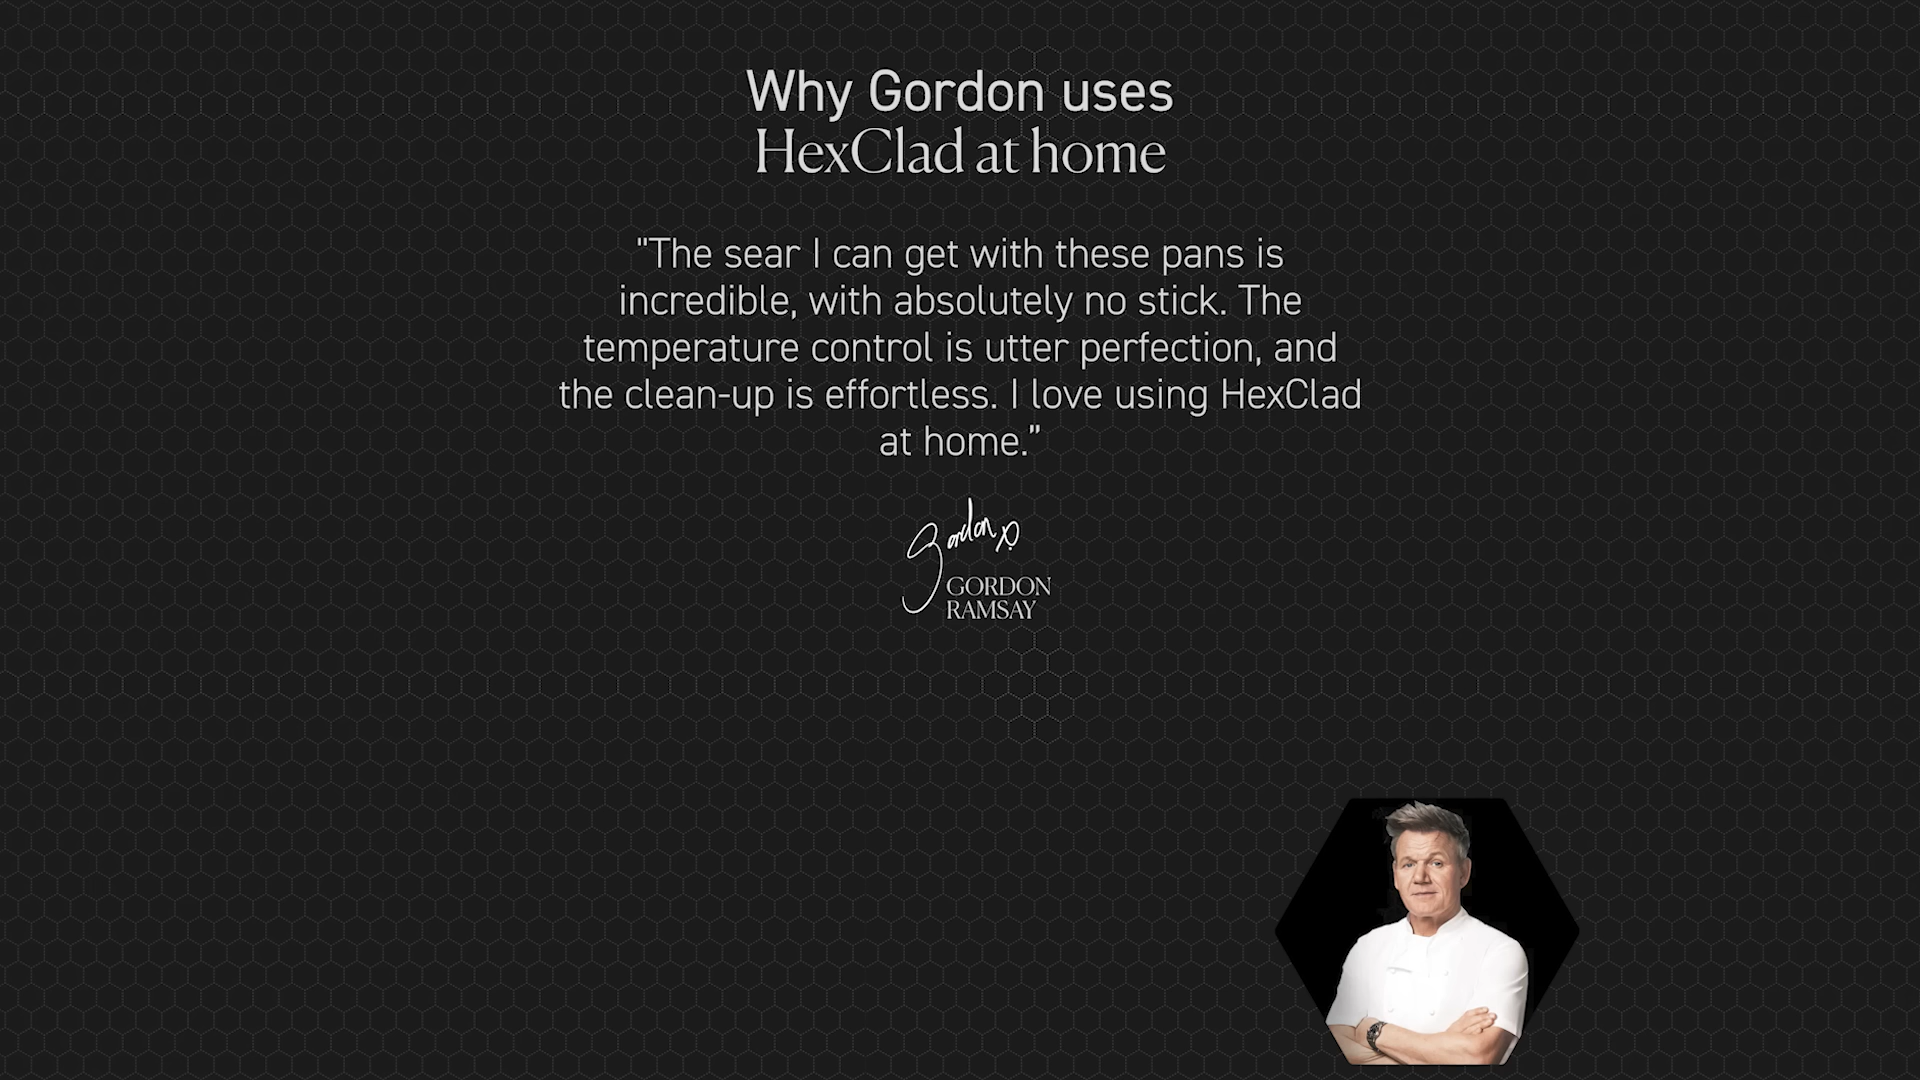 Why Gordon uses
HexClad at home
"The sear I can get with these pans is
incredible, with absolutely no stick. The
temperature control is utter perfection, and
the clean-up is effortless. I love using HexClad
at home.”
Gordon x
GORDON
RAMSAY